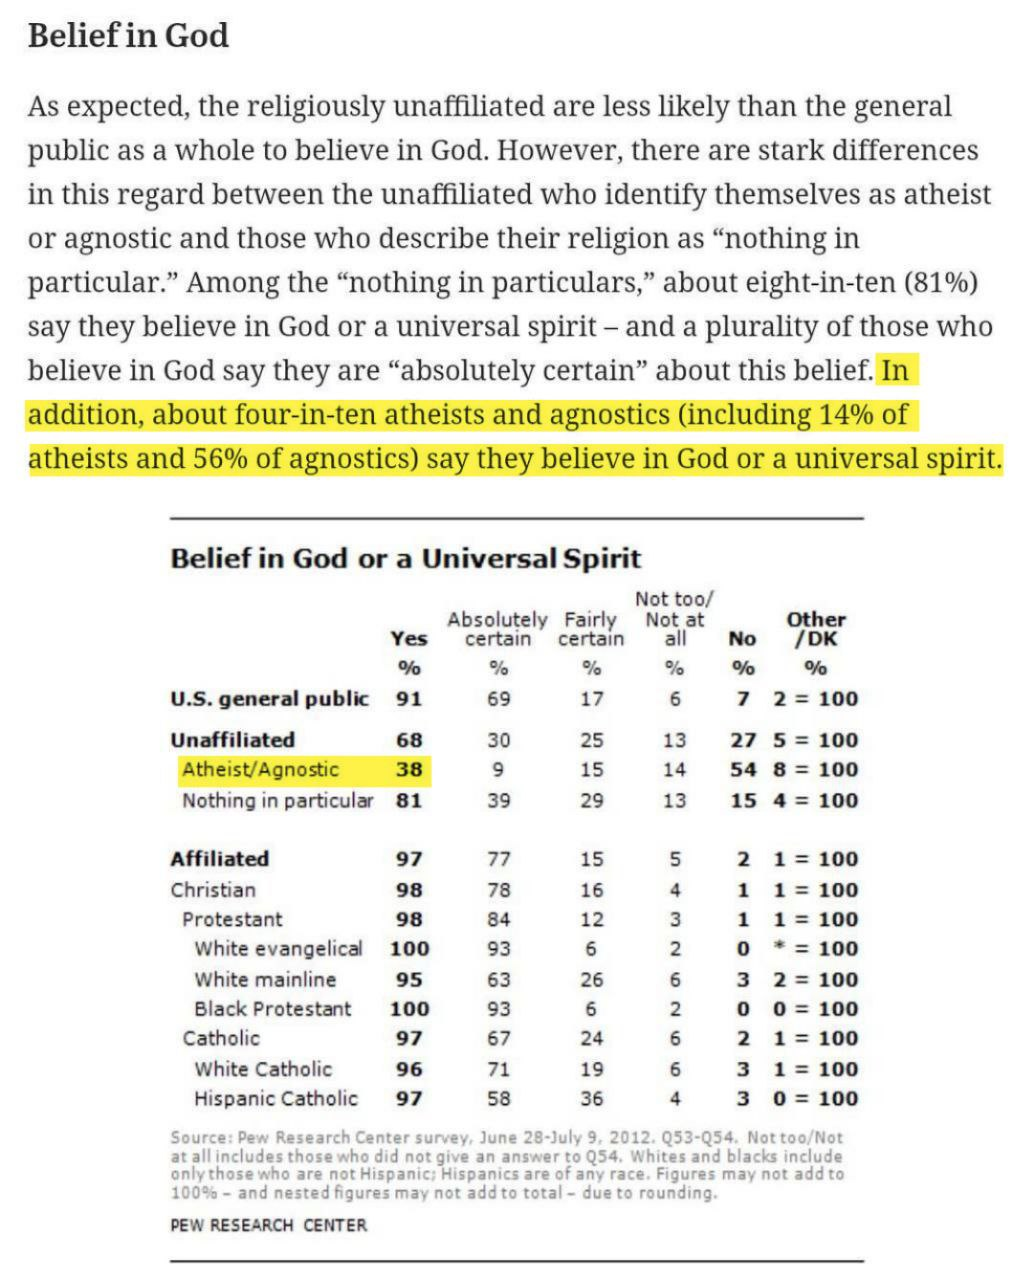 Belief in God
As expected, the religiously unaffiliated are less likely than the general
public as a whole to believe in God. However, there are stark differences
in this regard between the unaffiliated who identify themselves as atheist
or agnostic and those who describe their religion as “nothing in
particular.” Among the “nothing in particulars,” about eight-in-ten (81%)
say they believe in God or a universal spirit – and a plurality of those who
believe in God say they are “absolutely certain” about this belief. In
addition, about four-in-ten atheists and agnostics (including 14% of
atheists and 56% of agnostics) say they believe in God or a universal spirit.
Belief in God or a Universal Spirit
Not too/
Absolutely Fairly Not at Other
Yes certain certain all No /DK
% % % % % %
U.S. general public 91 69 17 6 7 2 = 100
Unaffiliated 68 30 25 13 27 5 = 100
Atheist/Agnostic 38 9 15 14 54 8 = 100
Nothing in particular 81 39 29 13 15 4 = 100
Affiliated 97 77 15 5 2 1 = 100
Christian 98 78 16 4 1 1 = 100
Protestant 98 84 12 3 1 1 = 100
White evangelical 100 93 6 2 0 * = 100
White mainline 95 63 26 6 3 2 = 100
Black Protestant 100 93 6 2 0 0 = 100
Catholic 97 67 24 6 2 1 = 100
White Catholic 96 71 19 6 3 1 = 100
Hispanic Catholic 97 58 36 4 3 0 = 100
Source: Pew Research Center survey, June 28-July 9, 2012. Q53-Q54. Not too/Not
at all includes those who did not give an answer to Q54. Whites and blacks include
only those who are not Hispanic; Hispanics are of any race. Figures may not add to
100% – and nested figures may not add to total – due to rounding.
PEW RESEARCH CENTER